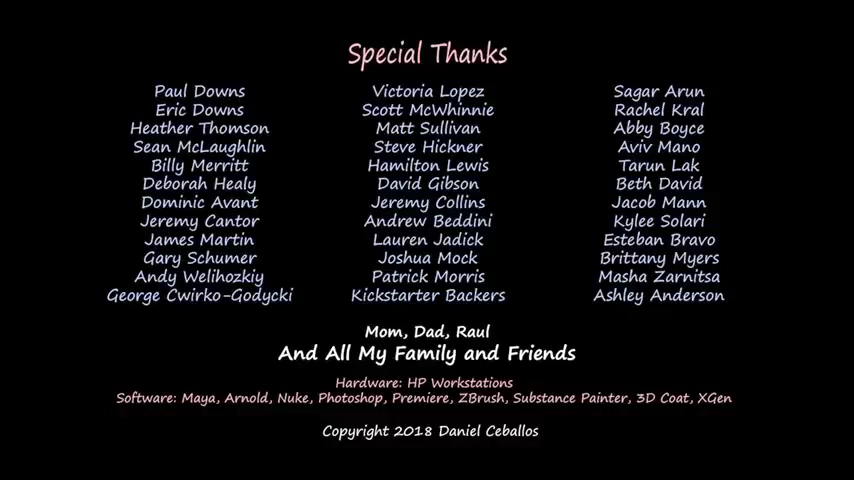 Special Thanks
Paul Downs
Eric Downs
Heather Thomson
Sean McLaughlin
Billy Merritt
Deborah Healy
Dominic Avant
Jeremy Cantor
James Martin
Gary Schumer
Andy Welihozkiy
George Cwirko-Godycki
Victoria Lopez
Scott McWhinnie
Matt Sullivan
Steve Hickner
Hamilton Lewis
David Gibson
Jeremy Collins
Andrew Beddini
Lauren Jadick
Joshua Mock
Patrick Morris
Kickstarter Backers
Sagar Arun
Rachel Kral
Abby Boyce
Aviv Mano
Tarun Lak
Beth David
Jacob Mann
Kylee Solari
Esteban Bravo
Brittany Myers
Masha Zarnitsa
Ashley Anderson
Mom, Dad, Raul
And All My Family and Friends
Hardware: HP Workstations
Software: Maya, Arnold, Nuke, Photoshop, Premiere, ZBrush, Substance Painter, 3D Coat, XGen
Copyright 2018 Daniel Ceballos